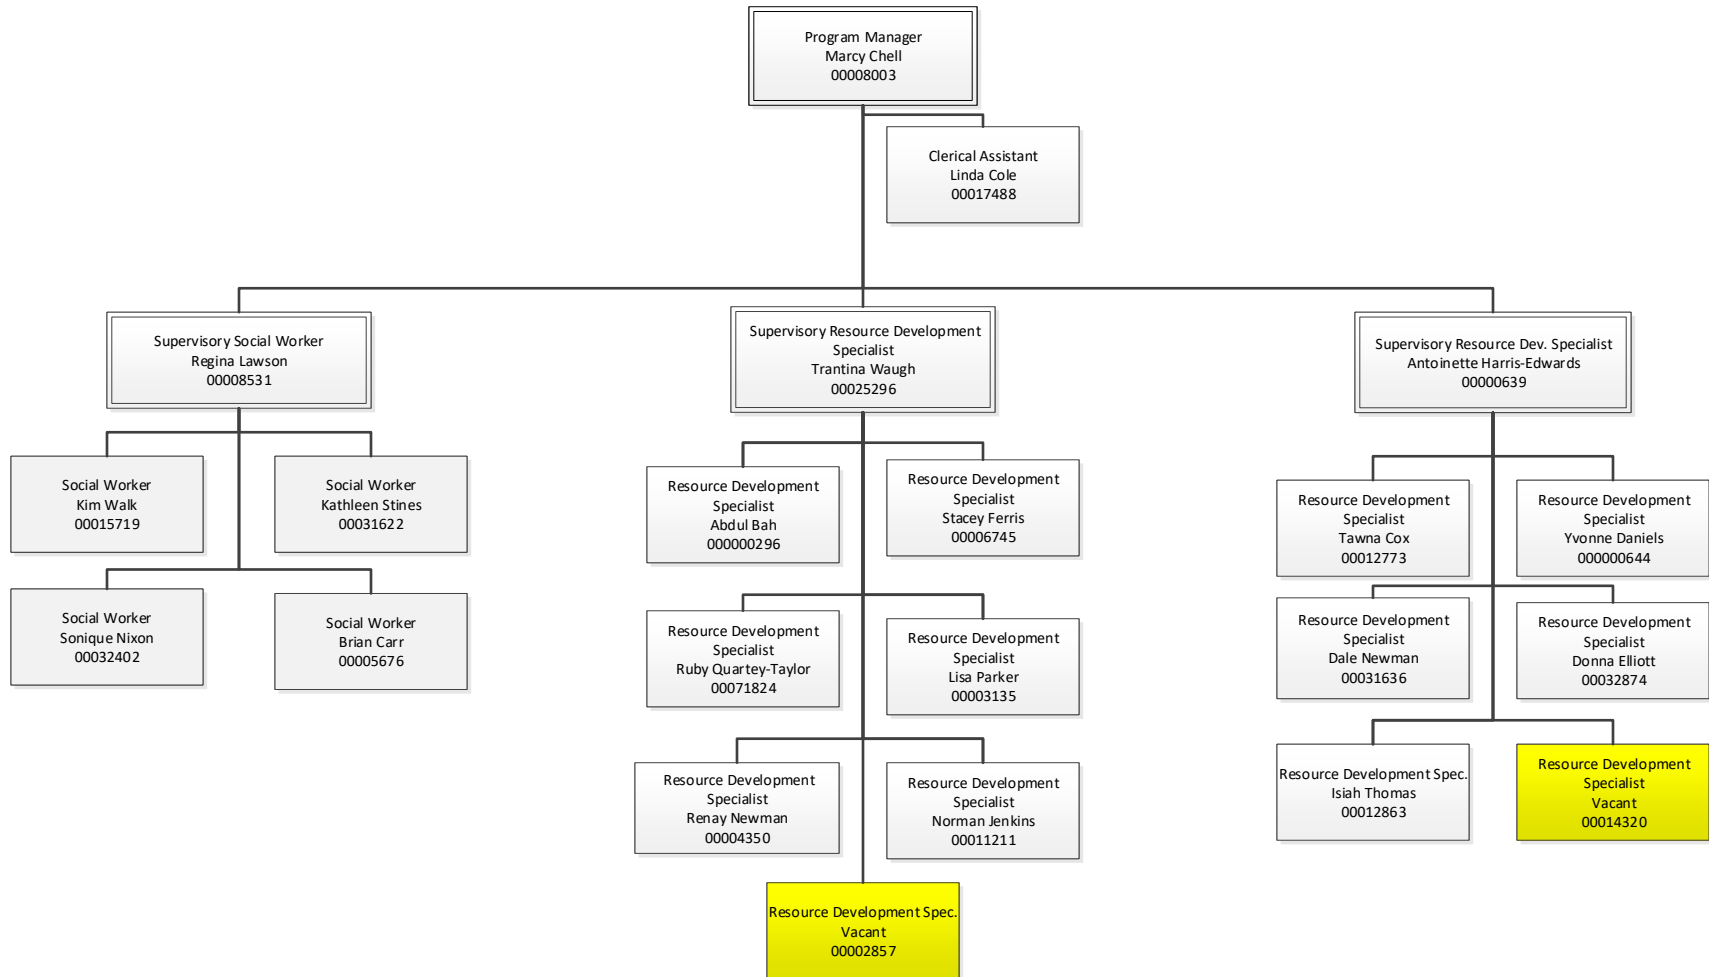 Program Manager
Marcy Chell
00008003
Clerical Assistant
Linda Cole
00017488
Supervisory Social Worker
Regina Lawson
00008531
Supervisory Resource Development
Specialist
Trantina Waugh
00025296
Supervisory Resource Dev. Specialist
Antoinette Harris-Edwards
00000639
Social Worker
Kim Walk
00015719
Social Worker
Kathleen Stines
00031622
Social Worker
Sonique Nixon
00032402
Social Worker
Brian Carr
00005676
Resource Development
Specialist
Abdul Bah
000000296
Resource Development
Specialist
Stacey Ferris
00006745
Resource Development
Specialist
Ruby Quartey-Taylor
00071824
Resource Development
Specialist
Lisa Parker
00003135
Resource Development
Specialist
Renay Newman
00004350
Resource Development
Specialist
Norman Jenkins
00011211
Resource Development Spec.
Vacant
00002857
Resource Development
Specialist
Tawna Cox
00012773
Resource Development
Specialist
Yvonne Daniels
000000644
Resource Development
Specialist
Dale Newman
00031636
Resource Development
Specialist
Donna Elliott
00032874
Resource Development Spec.
Isiah Thomas
00012863
Resource Development
Specialist
Vacant
00014320